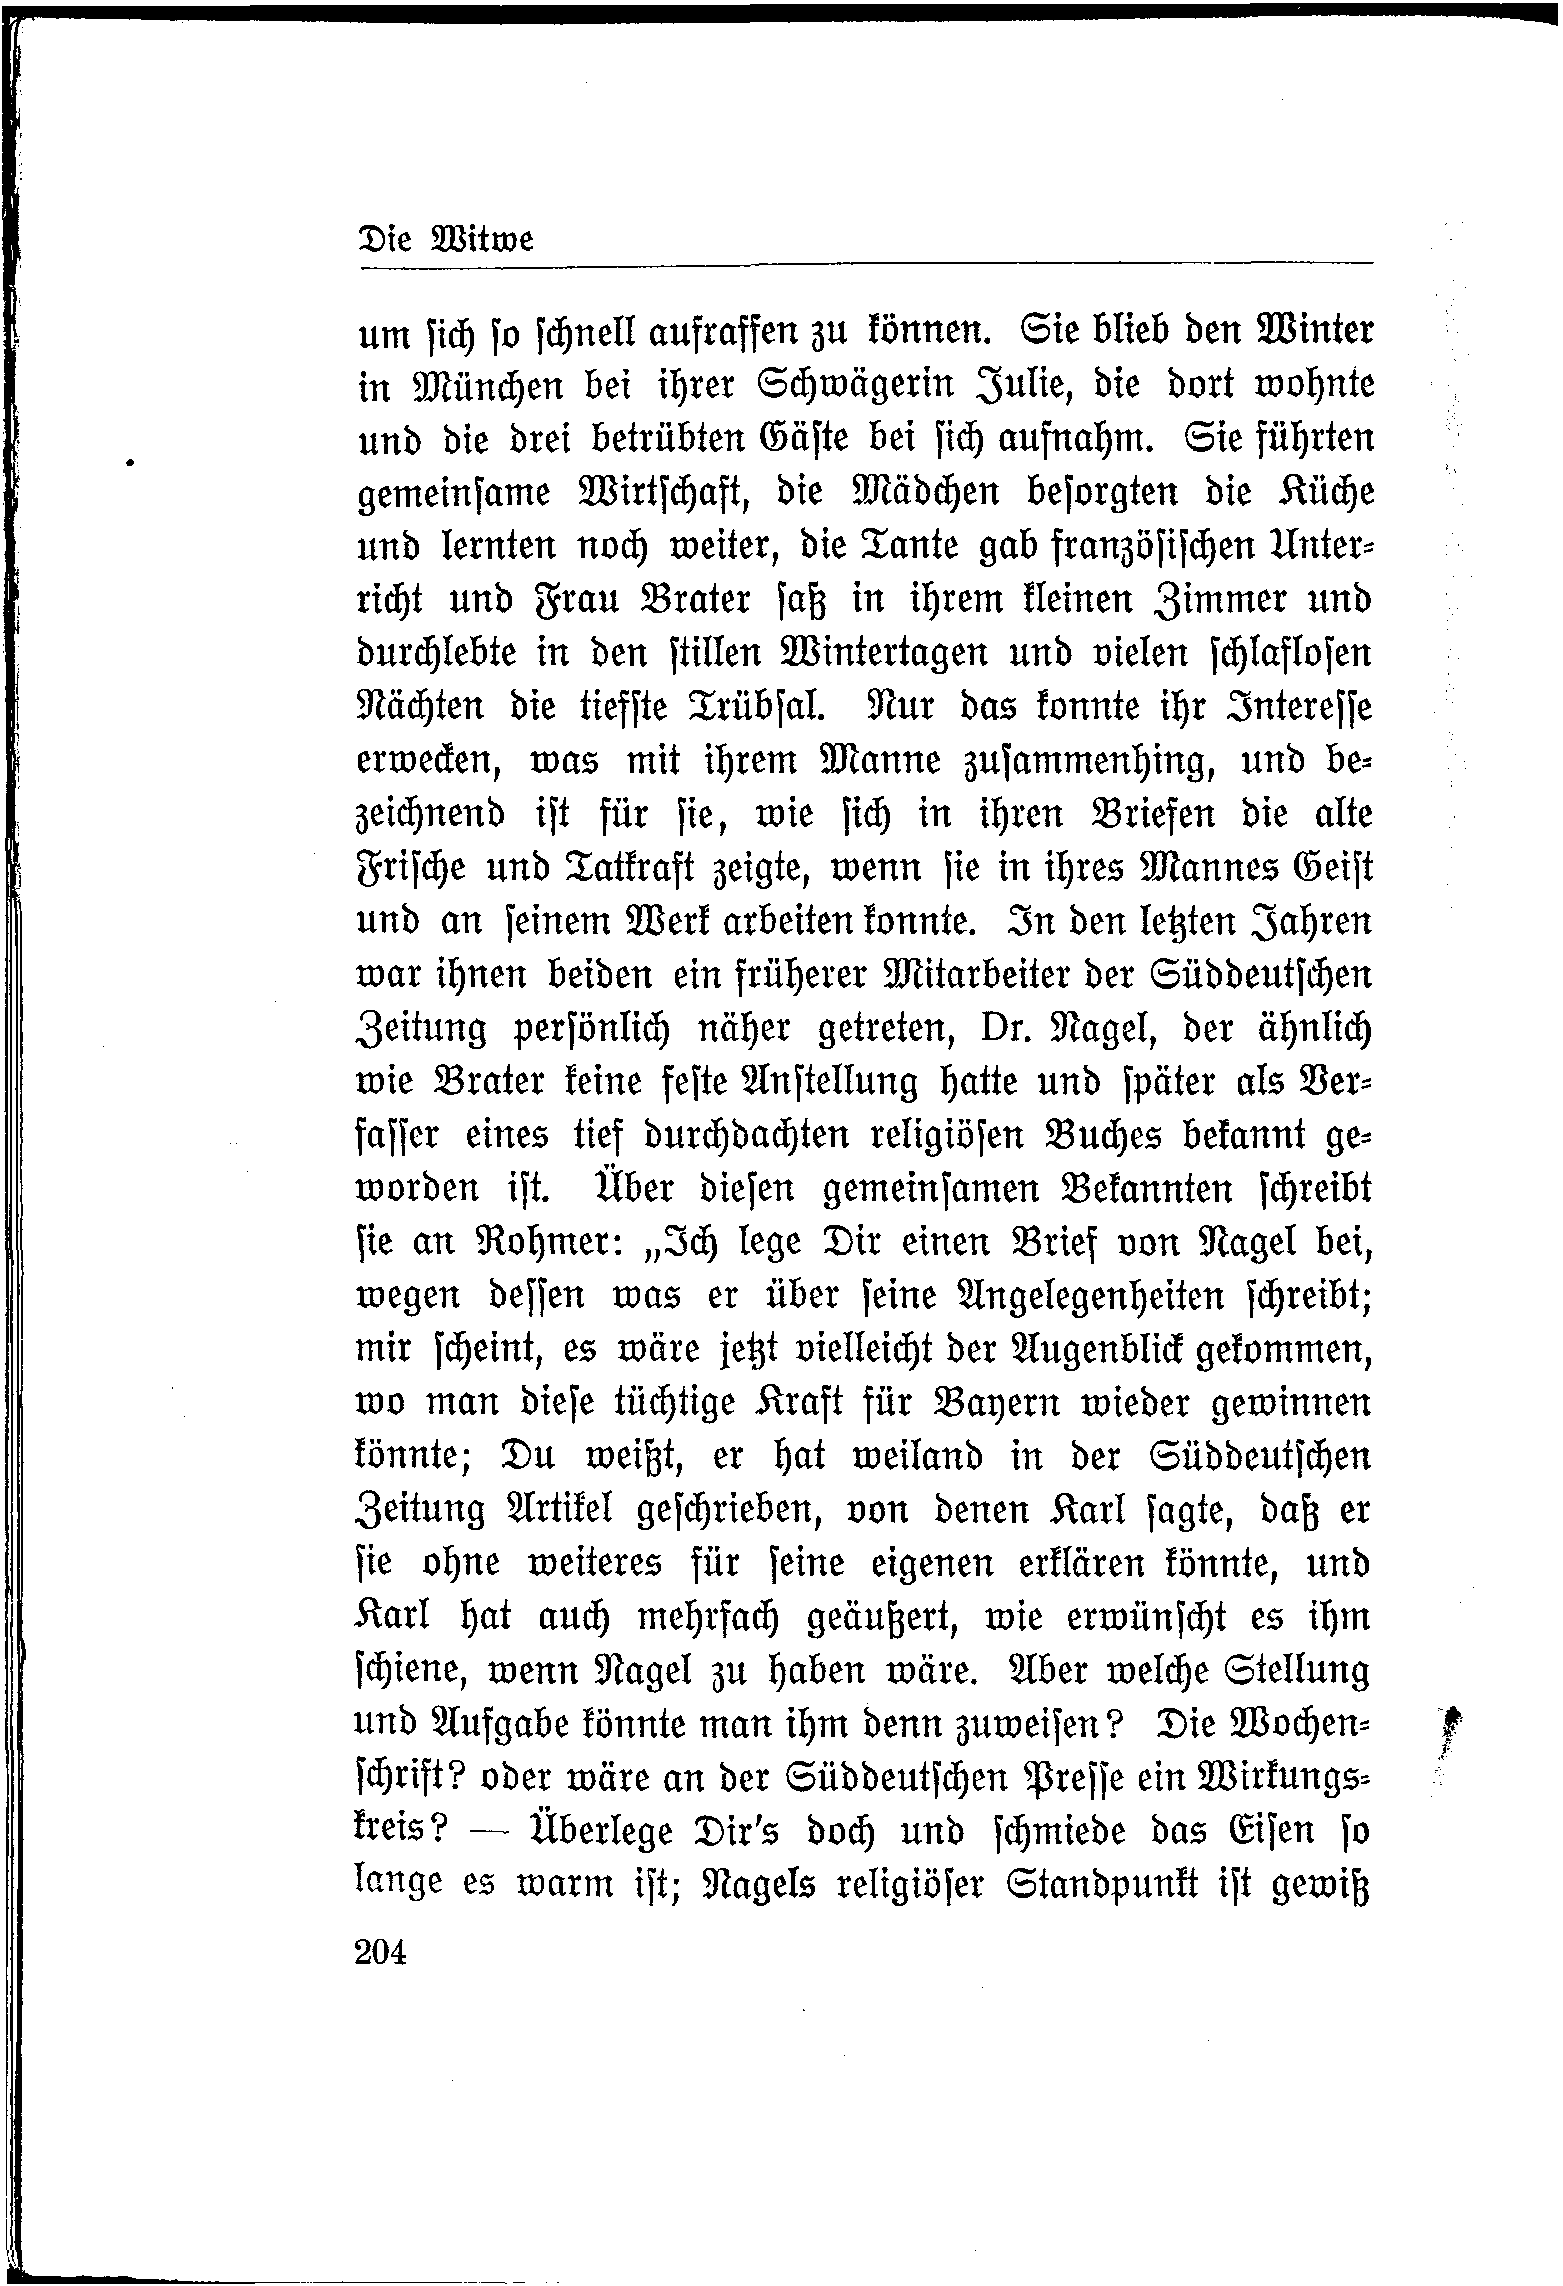 Die Witwe
um sich so schnell aufraffen zu können. Sie blieb den Winter
in München bei ihrer Schwägerin Julie, die dort wohnte
und die drei betrübten Gäste bei sich aufnahm. Sie führten
gemeinsame Wirtschaft, die Mädchen besorgten die Küche
und lernten noch weiter, die Tante gab französischen Unter-
richt und Frau Brater saß in ihrem kleinen Zimmer und
durchlebte in den stillen Wintertagen und vielen schlaflosen
Nächten die tiefste Trübsal. Nur das konnte ihr Interesse
erwecken, was mit ihrem Manne zusammenhing, und be-
zeichnend ist für sie, wie sich in ihren Briefen die alte
Frische und Tatkraft zeigte, wenn sie in ihres Mannes Geist
und an seinem Werk arbeiten konnte. In den letzten Jahren
war ihnen beiden ein früherer Mitarbeiter der Süddeutschen
Zeitung persönlich näher getreten, Dr. Nagel, der ähnlich
wie Brater keine feste Anstellung hatte und später als Ver-
fasser eines tief durchdachten religiösen Buches bekannt ge-
worden ist. Über diesen gemeinsamen Bekannten schreibt
sie an Rohmer: „Ich lege Dir einen Brief von Nagel bei,
wegen dessen was er über seine Angelegenheiten schreibt;
mir scheint, es wäre jetzt vielleicht der Augenblick gekommen,
wo man diese tüchtige Kraft für Bayern wieder gewinnen
könnte; Du weißt, er hat weiland in der Süddeutschen
Zeitung Artikel geschrieben, von denen Karl sagte, daß er
sie ohne weiteres für seine eigenen erklären könnte, und
Karl hat auch mehrfach geäußert, wie erwünscht es ihm
schiene, wenn Nagel zu haben wäre. Aber welche Stellung
und Aufgabe könnte man ihm denn zuweisen? Die Wochen-
schrift? oder wäre an der Süddeutschen Presse ein Wirkungs-
kreis? — Überlege Dir's doch und schmiede das Eisen so
lange es warm ist; Nagels religiöser Standpunkt ist gewiß
204